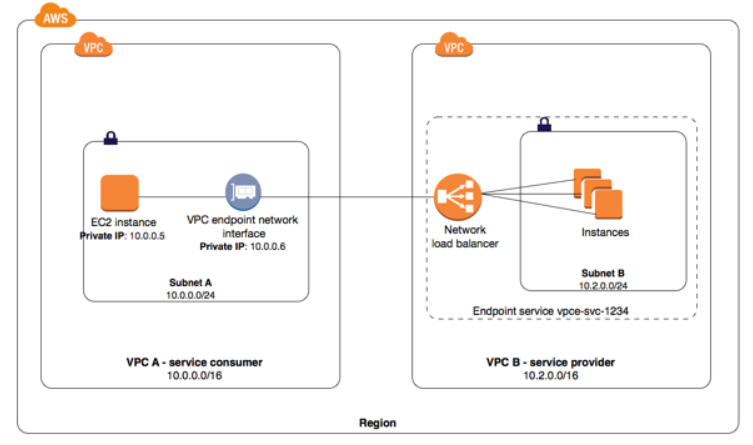 AWS
VPC
VPC
EC2 instance
Private IP: 10.0.0.5
VPC endpoint network
interface
Private IP: 10.0.0.6
Subnet A
10.0.0.0/24
VPC A - service consumer
10.0.0.0/16
Network
load balancer
Instances
Subnet B
10.2.0.0/24
Endpoint service vpce-svc-1234
VPC B - service provider
10.2.0.0/16
Region